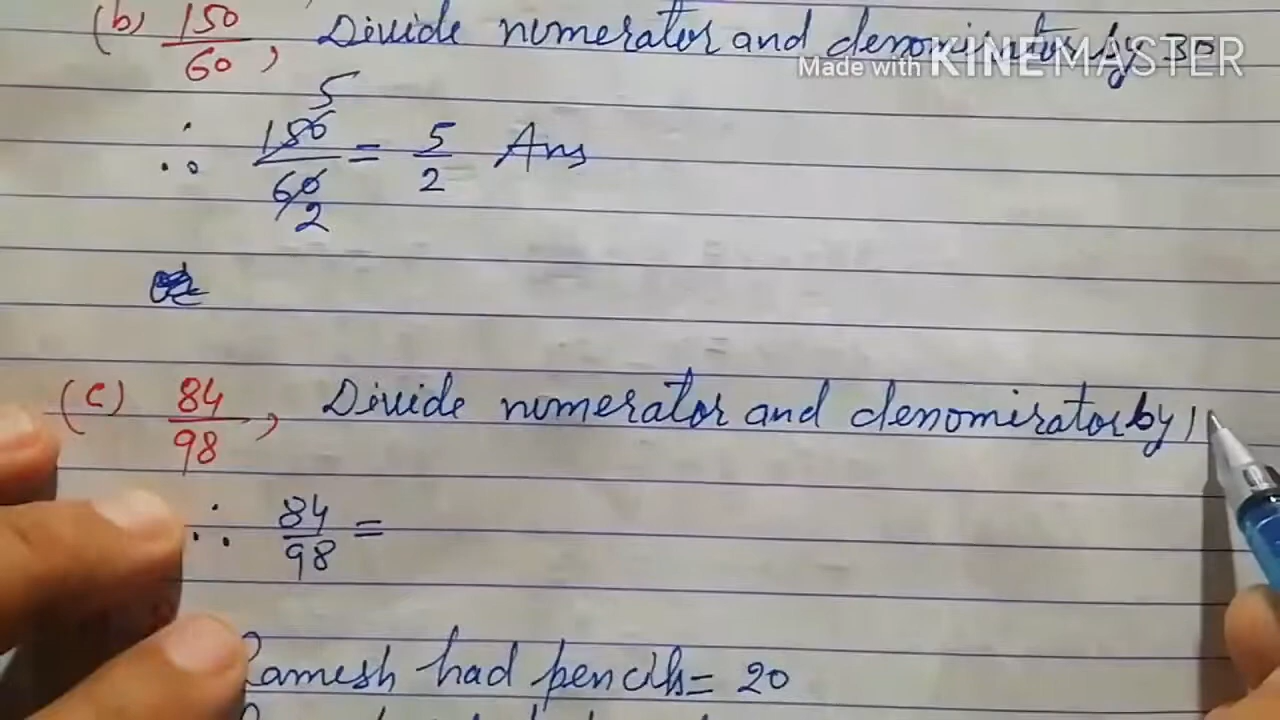 (b) 150/60, Divide numerator and denominator by 30
Made with KINEMASTER
5
∴ 150/60 = 5/2 Ans
2
(c) 84/98, Divide numerator and denominator by 1
∴ 84/98 =
Ramesh had pencils = 20